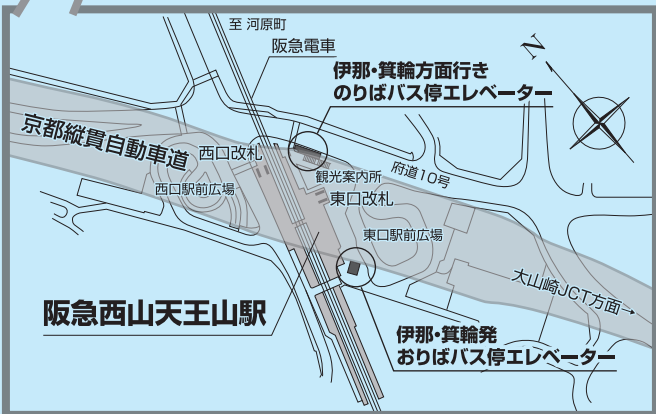 至 河原町
阪急電車
伊那・箕輪方面行き
のりばバス停エレベーター
N
京都縦貫自動車道
西口改札
観光案内所
府道10号
西口駅前広場
東口改札
東口駅前広場
大山崎JCT方面→
阪急西山天王山駅
伊那・箕輪発
おりばバス停エレベーター